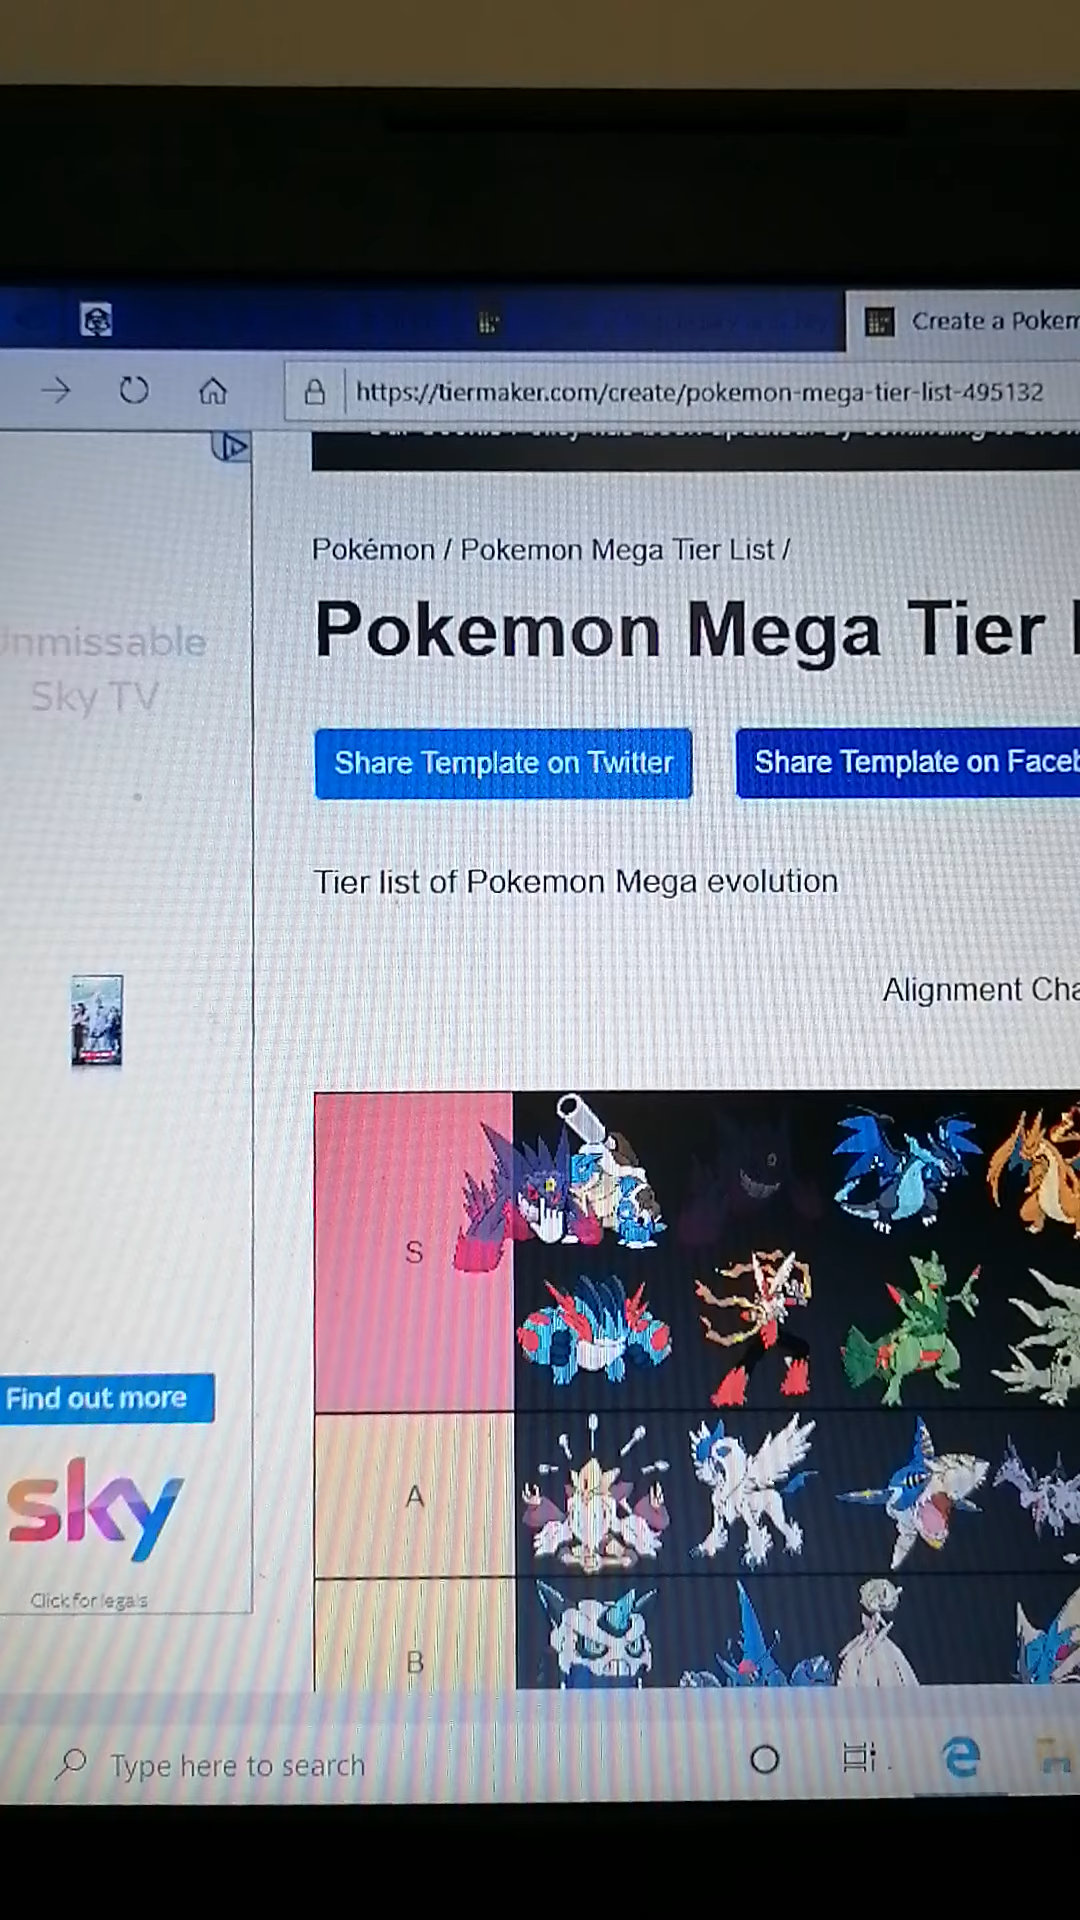 Create a Pokem
https://tiermaker.com/create/pokemon-mega-tier-list-495132
Pokémon / Pokemon Mega Tier List /
Pokemon Mega Tier
Unmissable
Sky TV
Share Template on Twitter
Share Template on Faceb
Tier list of Pokemon Mega evolution
Alignment Cha
S
Find out more
A
sky
Click for legals
B
Type here to search